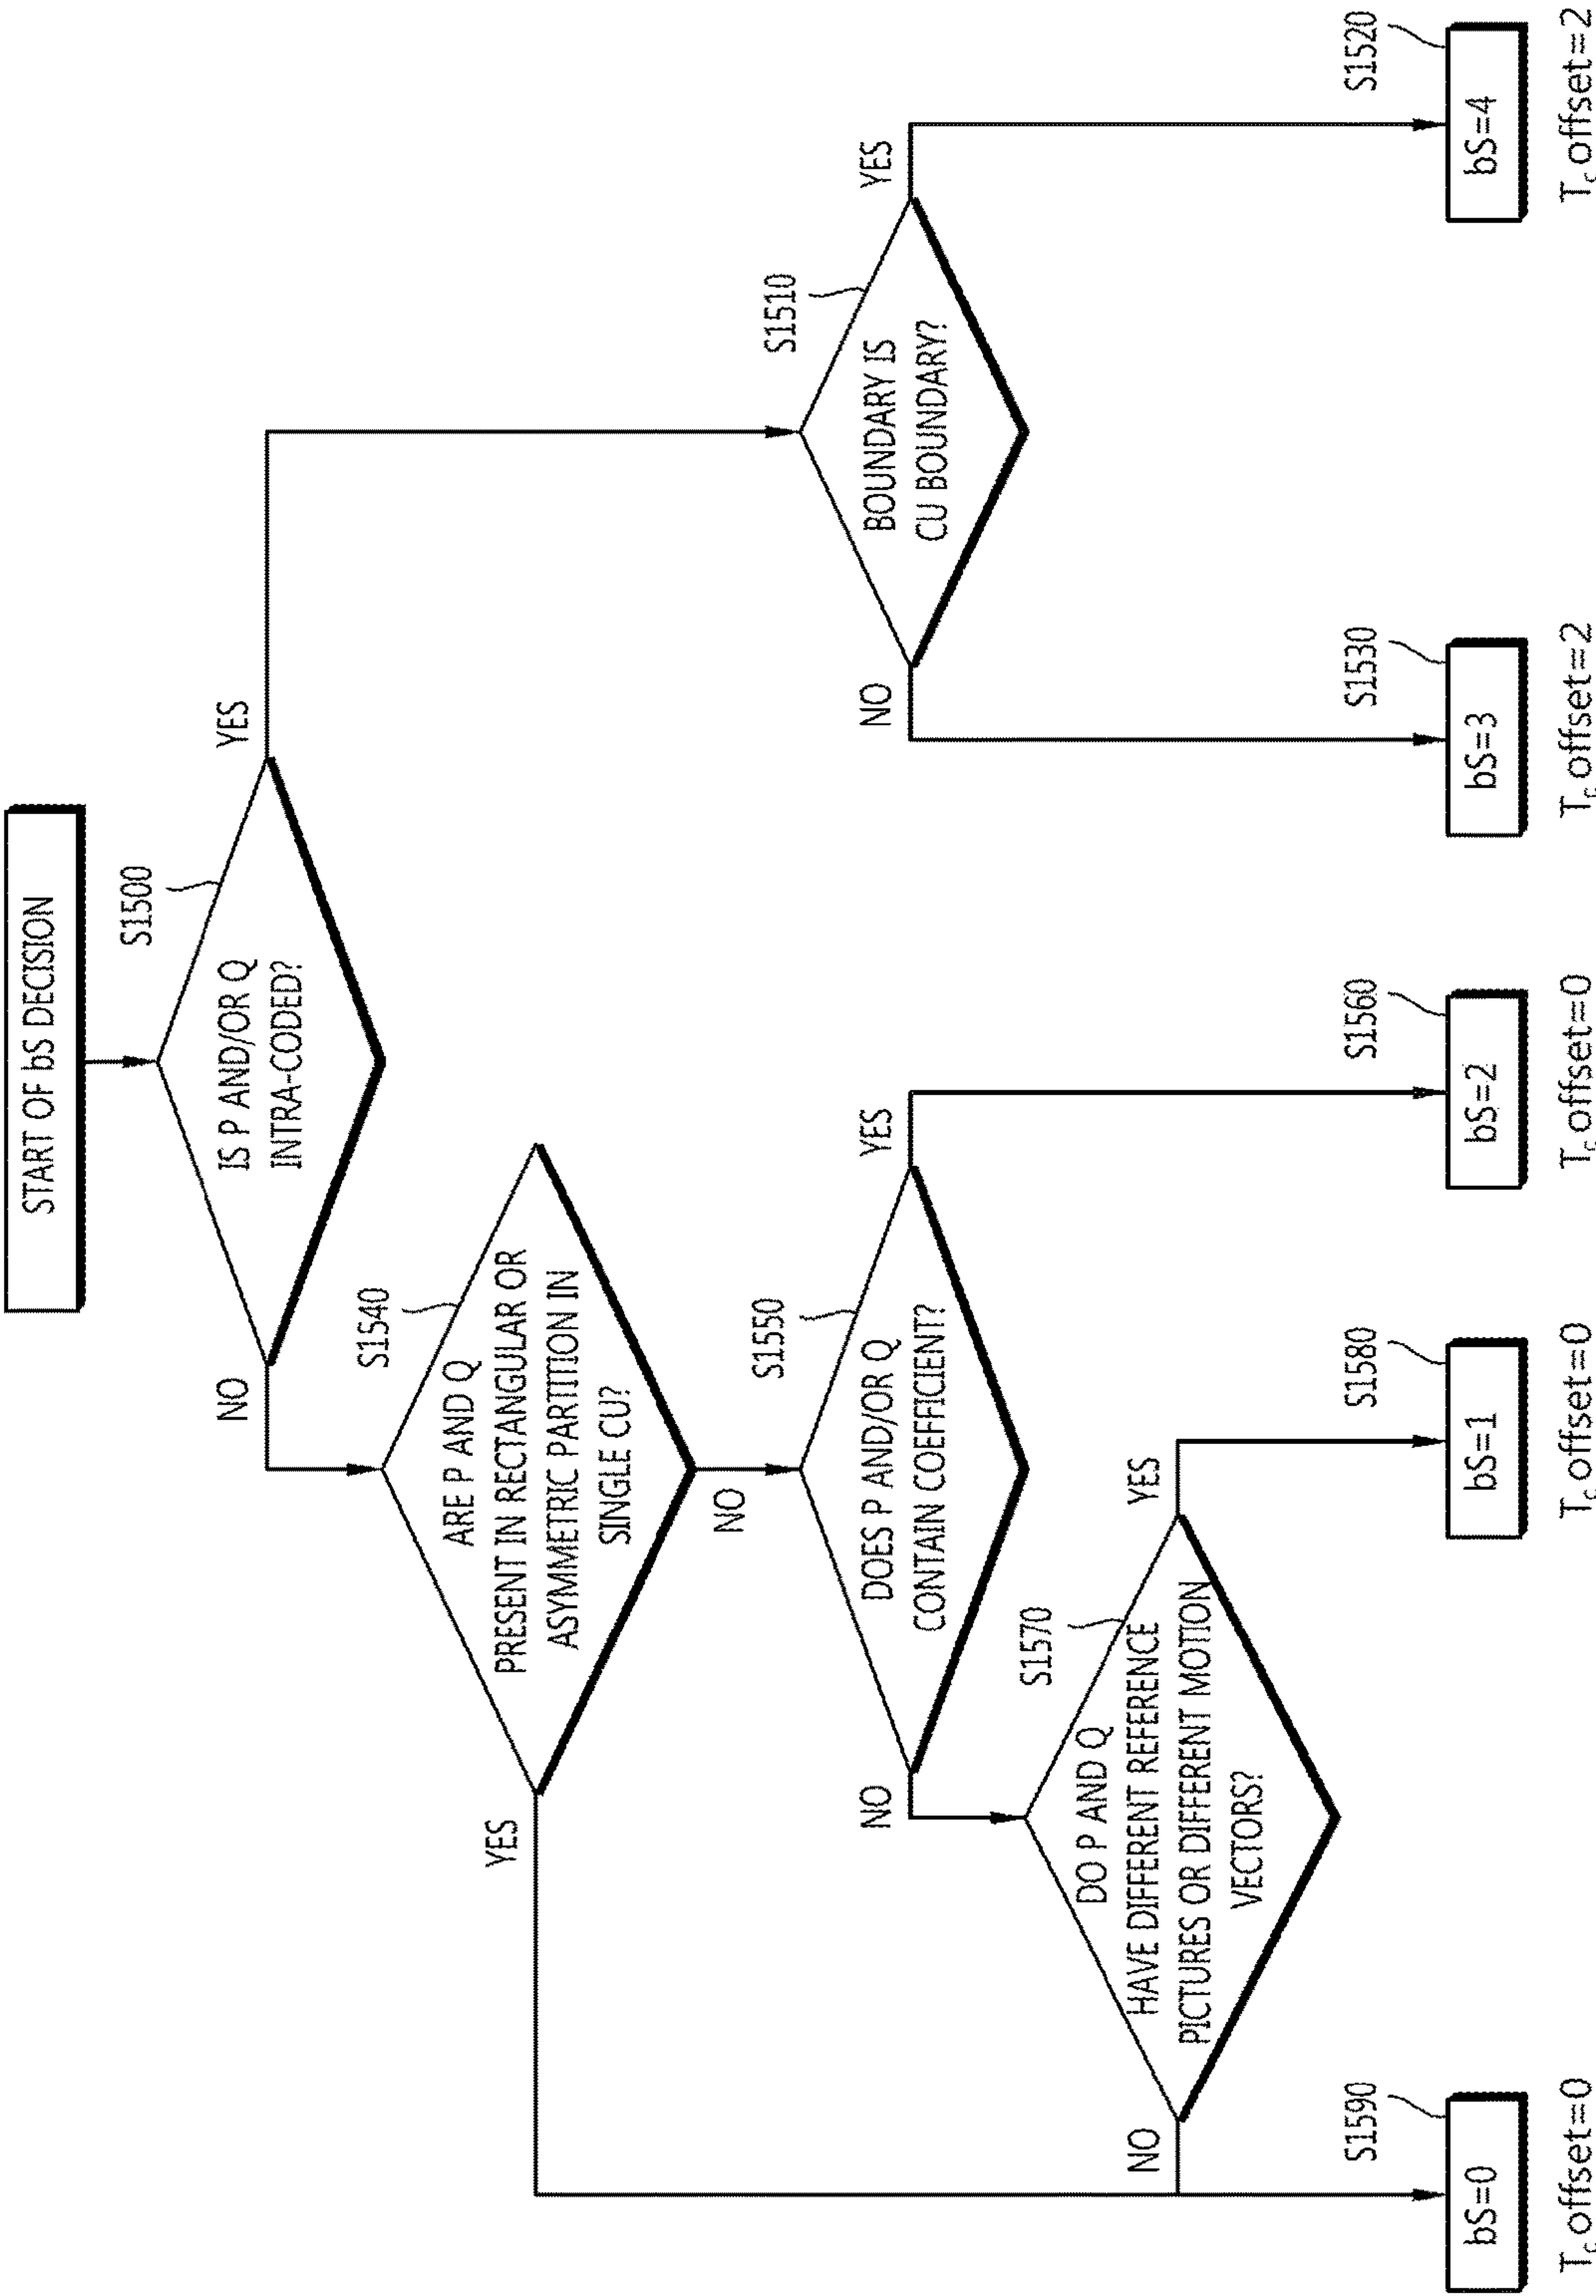 START OF bS DECISION
S1500
IS P AND/OR Q
INTRA-CODED?
NO
YES
S1540
ARE P AND Q
PRESENT IN RECTANGULAR OR
ASYMMETRIC PARTITION IN
SINGLE CU?
YES
NO
S1550
DOES P AND/OR Q
CONTAIN COEFFICIENT?
NO
YES
S1510
BOUNDARY IS
CU BOUNDARY?
NO
YES
S1570
DO P AND Q
HAVE DIFFERENT REFERENCE
PICTURES OR DIFFERENT MOTION
VECTORS?
NO
YES
S1590
bS=0
Tc offset=0
S1580
bS=1
Tc offset=0
S1560
bS=2
Tc offset=0
S1530
bS=3
Tc offset=2
S1520
bS=4
Tc offset=2